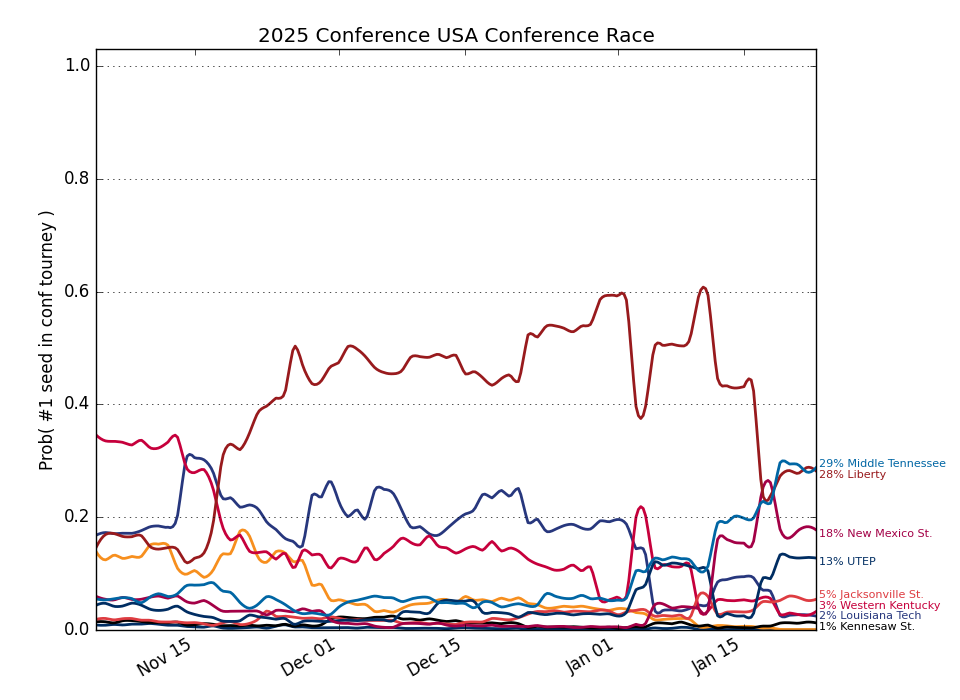 2025 Conference USA Conference Race
1.0
0.8
0.6
0.4
0.2
0.0
Prob( #1 seed in conf tourney )
29% Middle Tennessee
28% Liberty
18% New Mexico St.
13% UTEP
5% Jacksonville St.
3% Western Kentucky
2% Louisiana Tech
1% Kennesaw St.
Nov 15
Dec 01
Dec 15
Jan 01
Jan 15